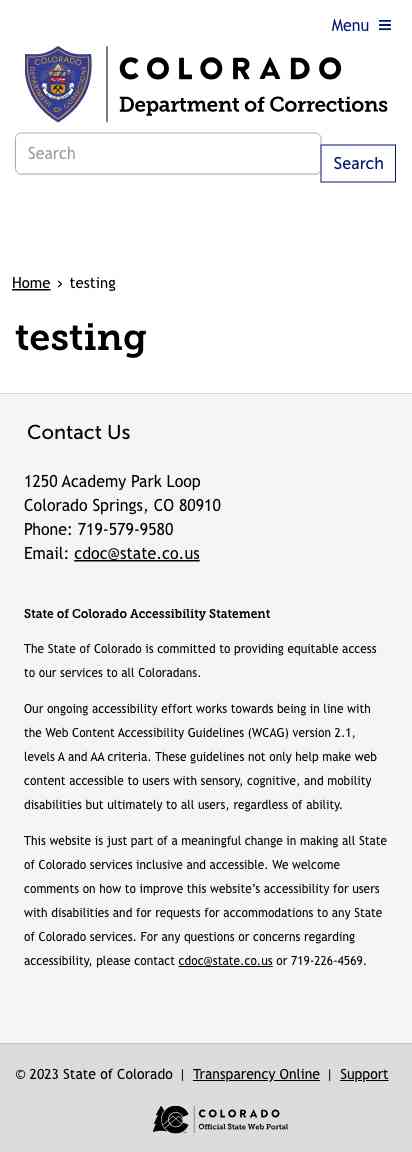 Menu
COLORADO
Department of Corrections
Search
Search
Home › testing
testing
Contact Us
1250 Academy Park Loop
Colorado Springs, CO 80910
Phone: 719-579-9580
Email: cdoc@state.co.us
State of Colorado Accessibility Statement
The State of Colorado is committed to providing equitable access
to our services to all Coloradans.
Our ongoing accessibility effort works towards being in line with
the Web Content Accessibility Guidelines (WCAG) version 2.1,
levels A and AA criteria. These guidelines not only help make web
content accessible to users with sensory, cognitive, and mobility
disabilities but ultimately to all users, regardless of ability.
This website is just part of a meaningful change in making all State
of Colorado services inclusive and accessible. We welcome
comments on how to improve this website’s accessibility for users
with disabilities and for requests for accommodations to any State
of Colorado services. For any questions or concerns regarding
accessibility, please contact cdoc@state.co.us or 719-226-4569.
© 2023 State of Colorado | Transparency Online | Support
COLORADO
Official State Web Portal